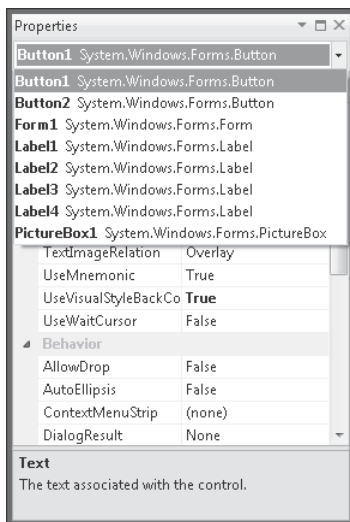 Properties
Button1 System.Windows.Forms.Button
Button1 System.Windows.Forms.Button
Button2 System.Windows.Forms.Button
Form1 System.Windows.Forms.Form
Label1 System.Windows.Forms.Label
Label2 System.Windows.Forms.Label
Label3 System.Windows.Forms.Label
Label4 System.Windows.Forms.Label
PictureBox1 System.Windows.Forms.PictureBox
TextImageRelation Overlay
UseMnemonic True
UseVisualStyleBackCo True
UseWaitCursor False
Behavior
AllowDrop False
AutoEllipsis False
ContextMenuStrip (none)
DialogResult None
Text
The text associated with the control.